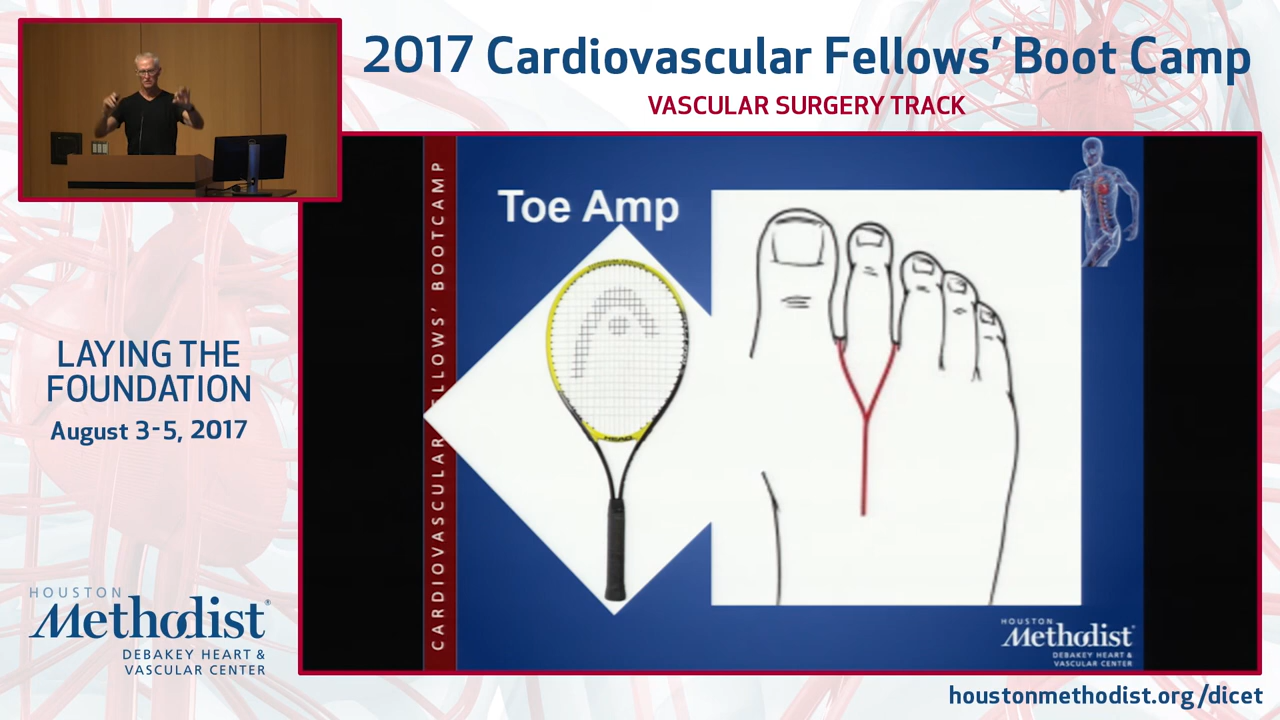 2017 Cardiovascular Fellows’ Boot Camp
VASCULAR SURGERY TRACK
LAYING THE
FOUNDATION
August 3-5, 2017
HOUSTON
Methodist®
DEBAKEY HEART &
VASCULAR CENTER
CARDIOVASCULAR FELLOWS’ BOOTCAMP
Toe Amp
HEAD
HOUSTON
Methodist
DEBAKEY HEART &
VASCULAR CENTER
houstonmethodist.org/dicet